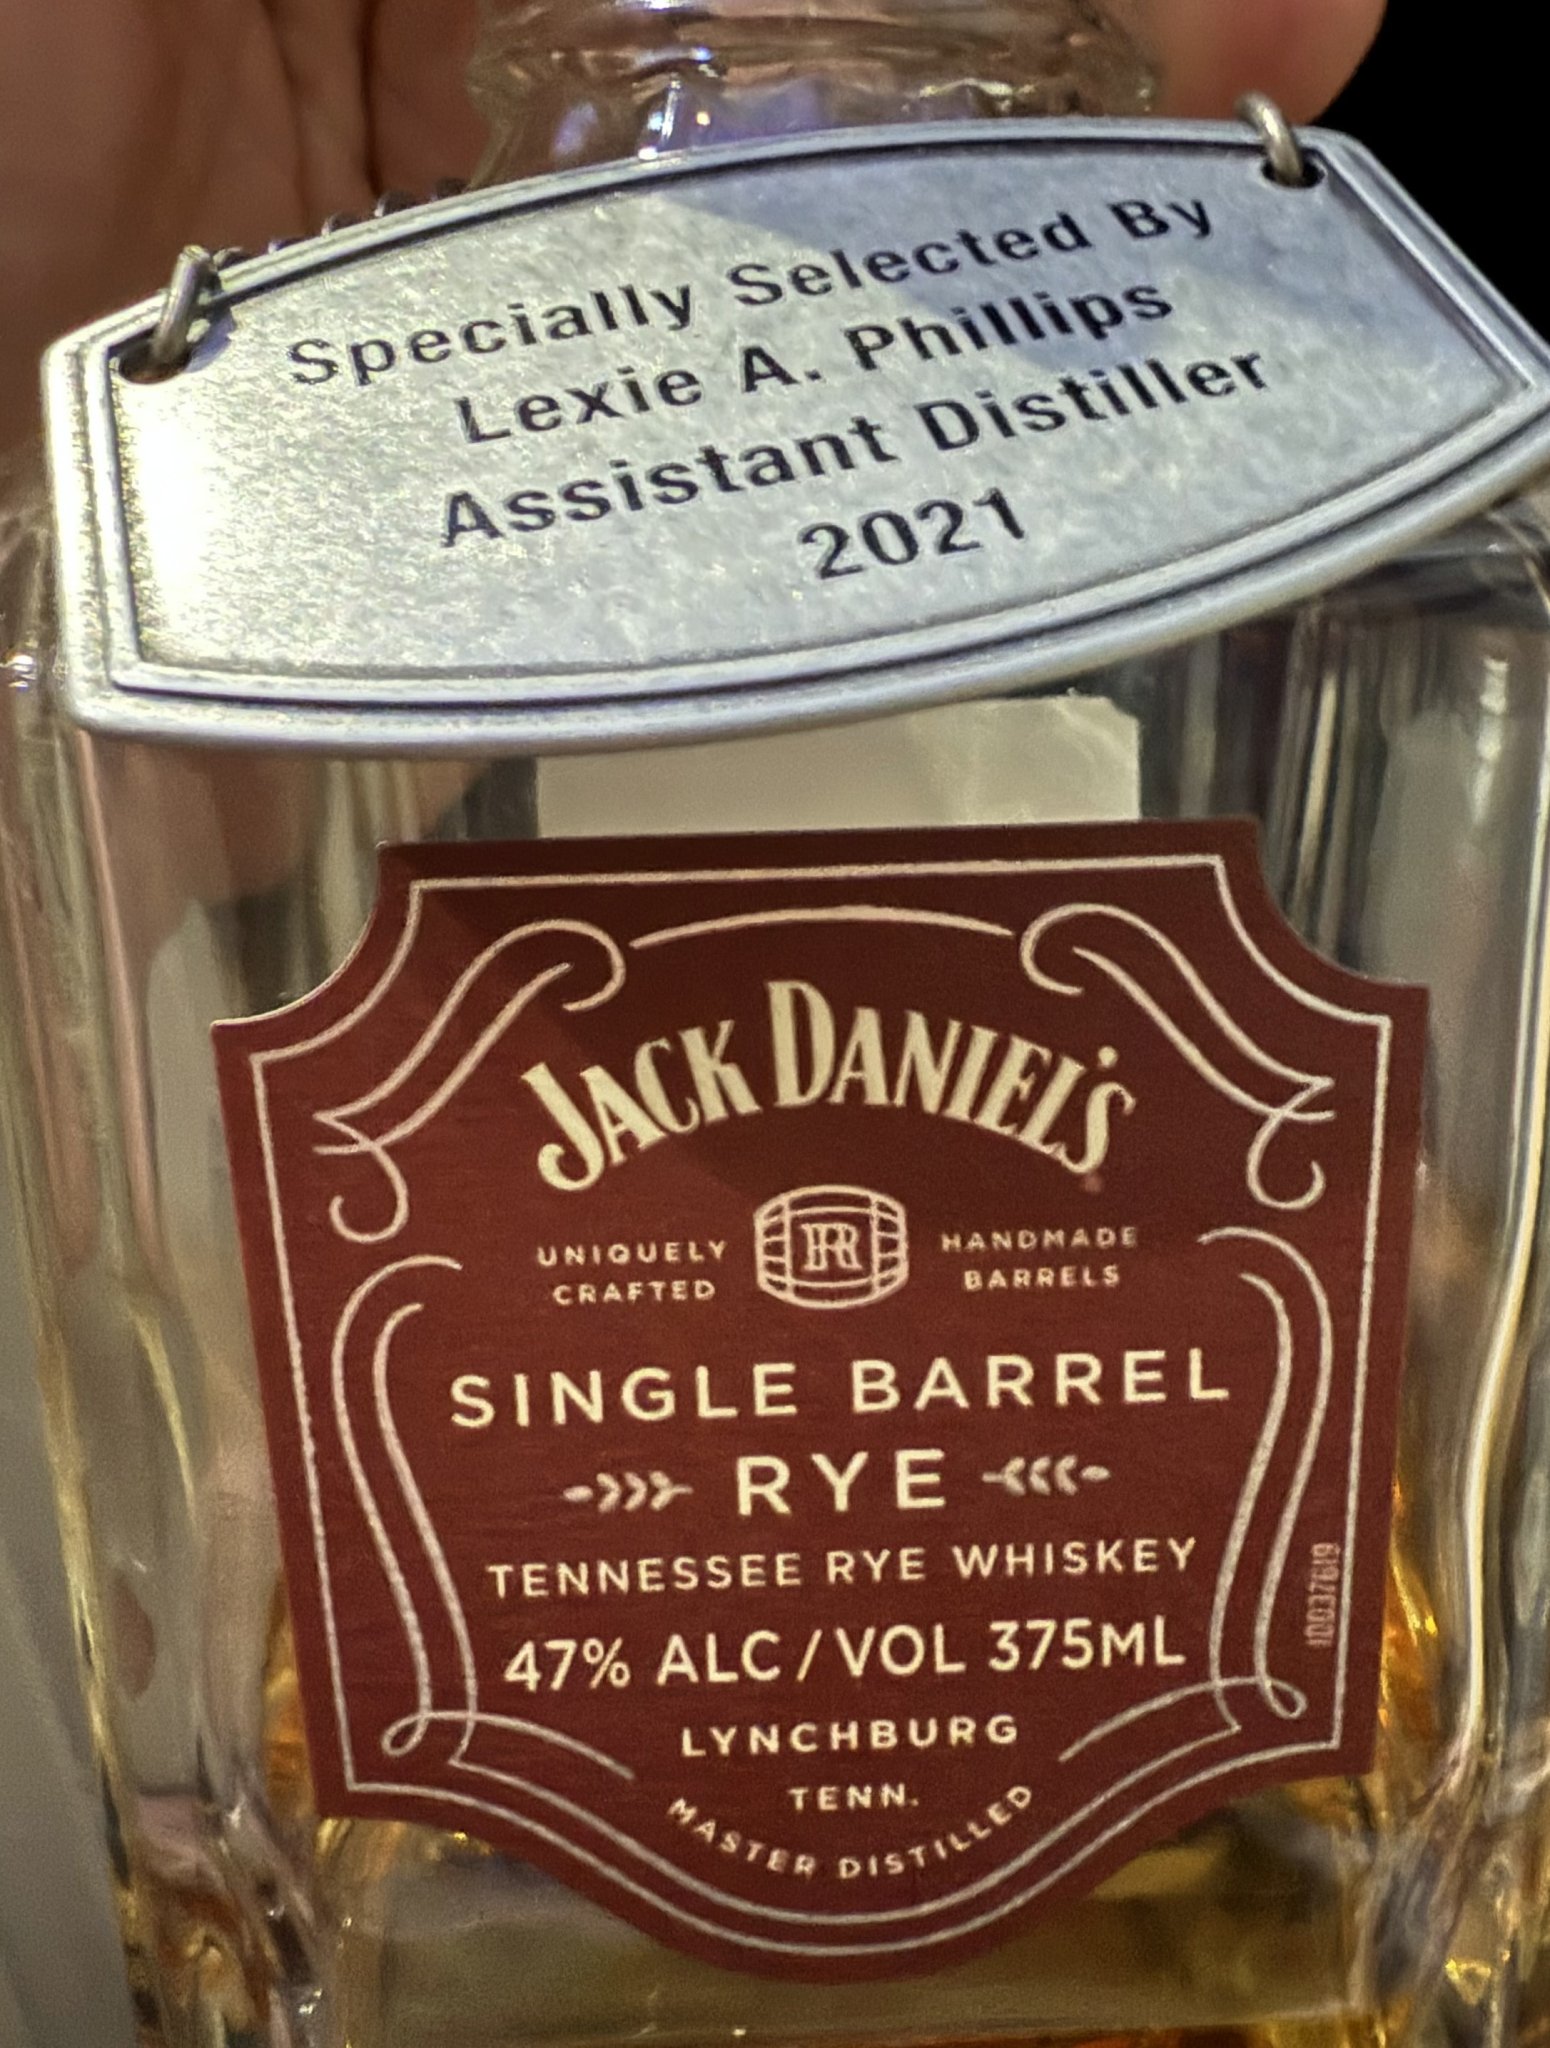 Specially Selected By
Lexie A. Phillips
Assistant Distiller
2021
JACK DANIEL'S
UNIQUELY CRAFTED
HANDMADE BARRELS
SINGLE BARREL
RYE
TENNESSEE RYE WHISKEY
47% ALC/VOL 375ML
LYNCHBURG
TENN.
MASTER DISTILLED